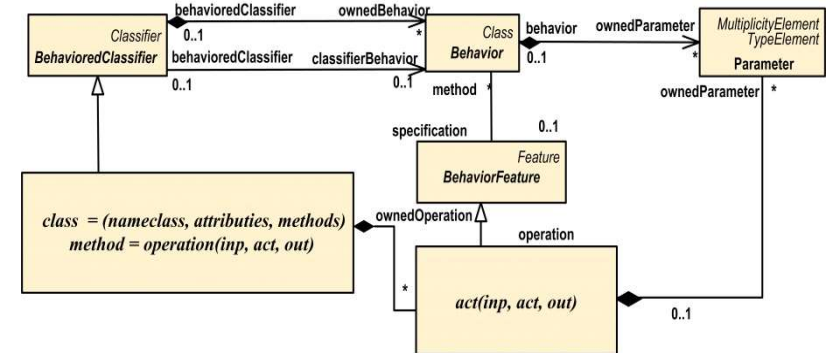 behavioredClassifier
ownedBehavior
Classifier
BehavioredClassifier
0..1
*
Class
Behavior
behavior
ownedParameter
0..1
*
MultiplicityElement
TypeElement
Parameter
behavioredClassifier
classifierBehavior
0..1
0..1
method
*
ownedParameter
*
specification
0..1
Feature
BehaviorFeature
class = (nameclass, attributies, methods)
method = operation(inp, act, out)
ownedOperation
operation
*
act(inp, act, out)
0..1